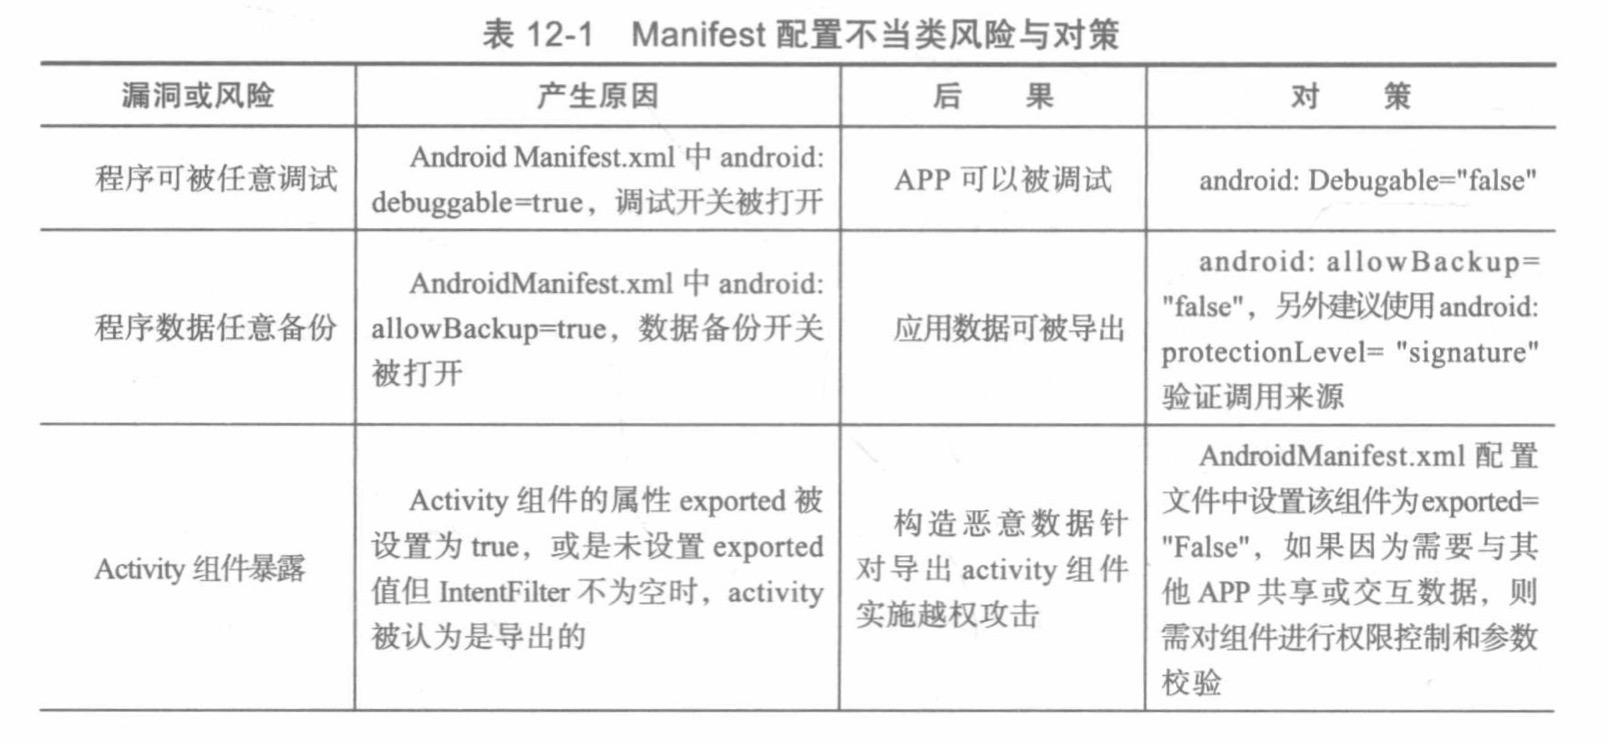 表 12-1 Manifest 配置不当类风险与对策
漏洞或风险
产生原因
后 果
对 策
程序可被任意调试
Android Manifest.xml 中 android:
debuggable=true，调试开关被打开
APP 可以被调试
android: Debugable="false"
程序数据任意备份
AndroidManifest.xml 中 android:
allowBackup=true，数据备份开关
被打开
应用数据可被导出
android: allowBackup=
"false"，另外建议使用 android:
protectionLevel= "signature"
验证调用来源
Activity 组件暴露
Activity 组件的属性 exported 被
设置为 true，或是未设置 exported
值但 IntentFilter 不为空时，activity
被认为是导出的
构造恶意数据针
对导出 activity 组件
实施越权攻击
AndroidManifest.xml 配置
文件中设置该组件为 exported=
"False"，如果因为需要与其
他 APP 共享或交互数据，则
需对组件进行权限控制和参数
校验